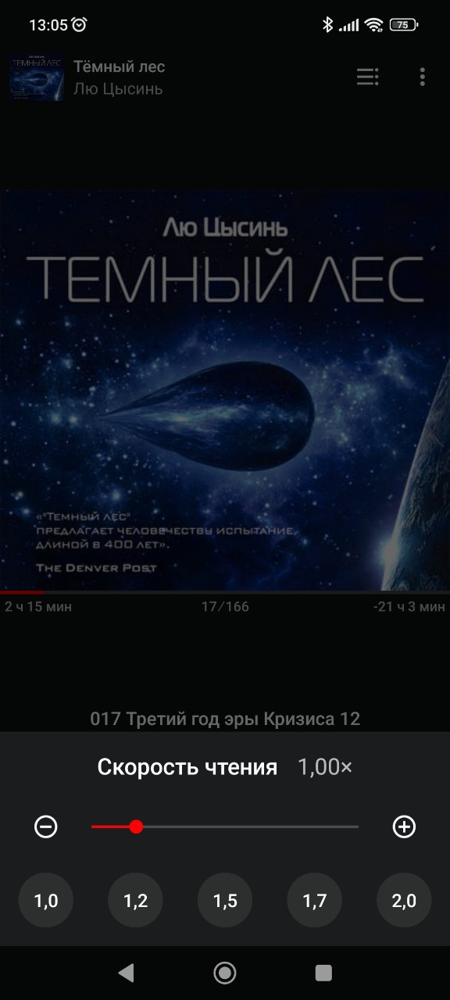 13:05
75
Тёмный лес
Лю Цысинь
Лю Цысинь
ТЕМНЫЙ ЛЕС
«"Темный лес"
предлагает человечеству испытание
длиной в 400 лет».
The Denver Post
2 ч 15 мин
17/166
-21 ч 3 мин
017 Третий год эры Кризиса 12
Скорость чтения 1,00×
1,0
1,2
1,5
1,7
2,0